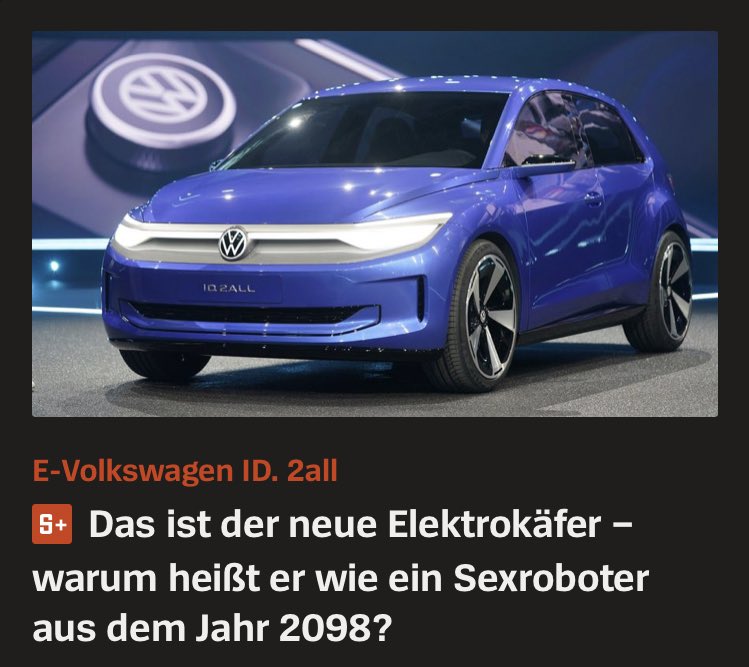 ID. 2ALL
E-Volkswagen ID. 2all
S+ Das ist der neue Elektrokäfer –
warum heißt er wie ein Sexroboter
aus dem Jahr 2098?